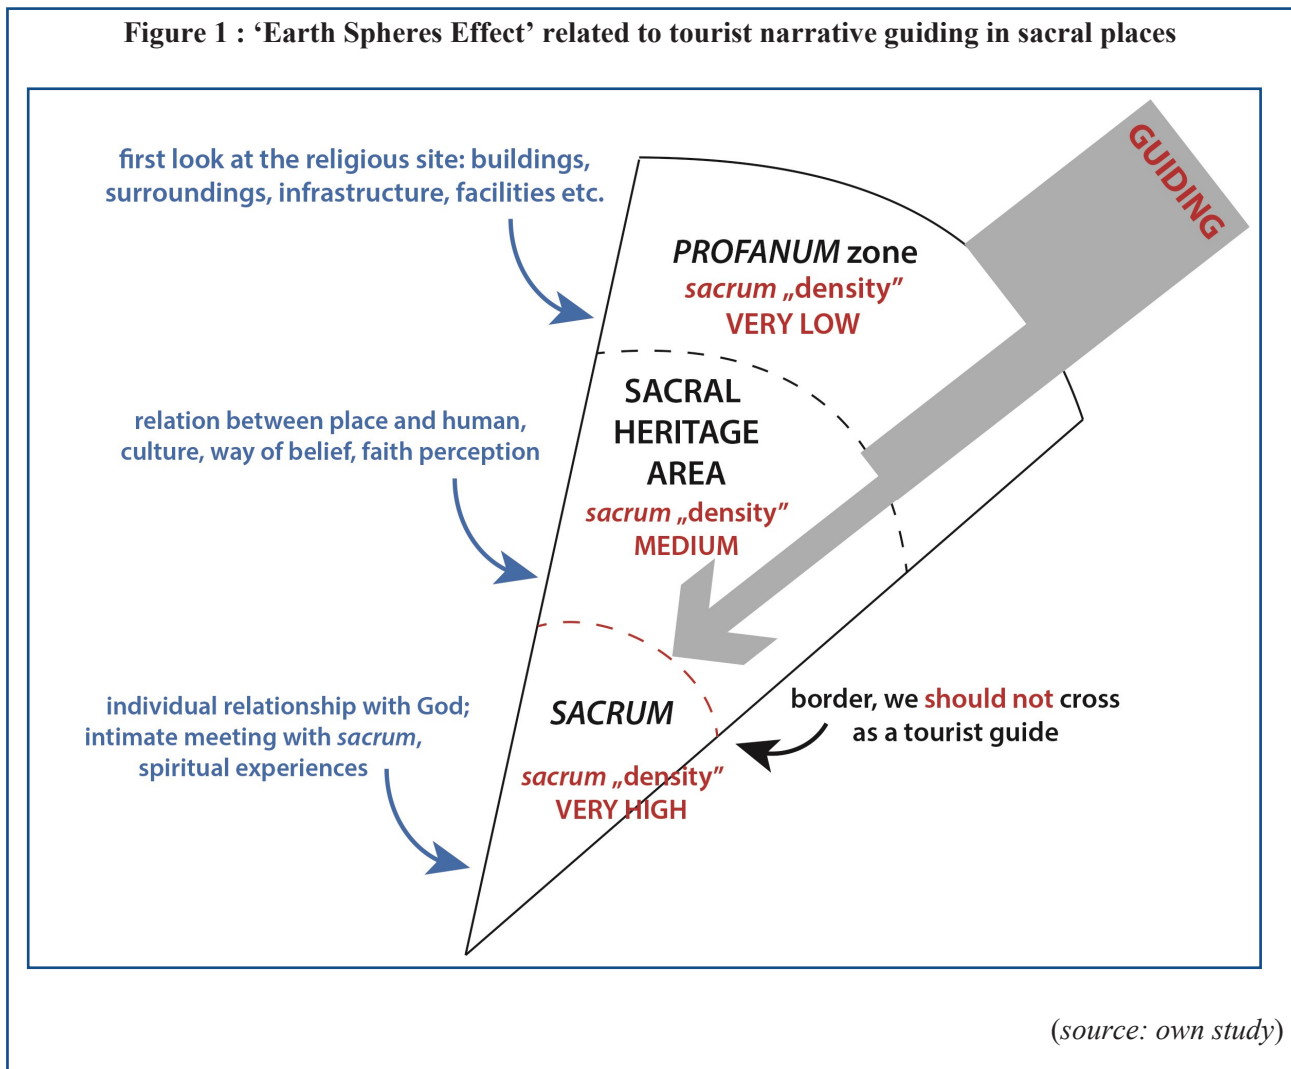 Figure 1 : ‘Earth Spheres Effect’ related to tourist narrative guiding in sacral places
first look at the religious site: buildings,
surroundings, infrastructure, facilities etc.
GUIDING
PROFANUM zone
sacrum „density”
VERY LOW
SACRAL
HERITAGE
AREA
sacrum „density”
MEDIUM
relation between place and human,
culture, way of belief, faith perception
individual relationship with God;
intimate meeting with sacrum,
spiritual experiences
SACRUM
sacrum „density”
VERY HIGH
border, we should not cross
as a tourist guide
(source: own study)